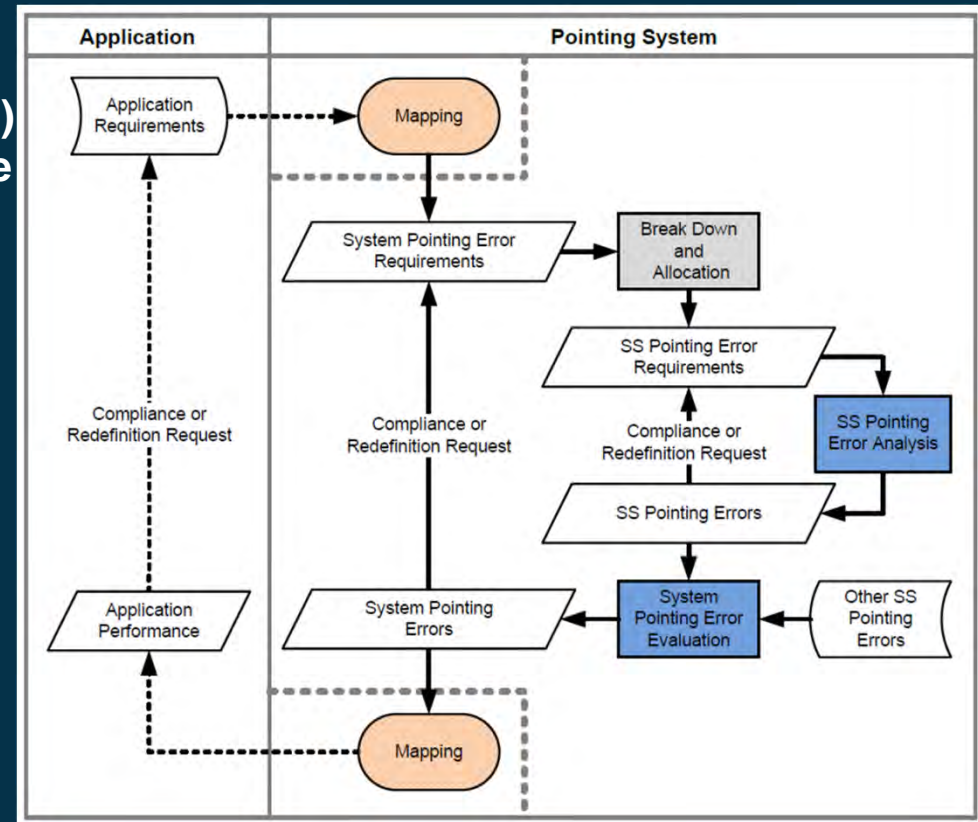 )
e
Application
Pointing System
Application
Requirements
Mapping
System Pointing Error
Requirements
Break Down
and
Allocation
SS Pointing Error
Requirements
Compliance or
Redefinition Request
Compliance or
Redefinition Request
Compliance or
Redefinition Request
SS Pointing
Error Analysis
SS Pointing Errors
Application
Performance
System Pointing
Errors
System
Pointing Error
Evaluation
Other SS
Pointing
Errors
Mapping